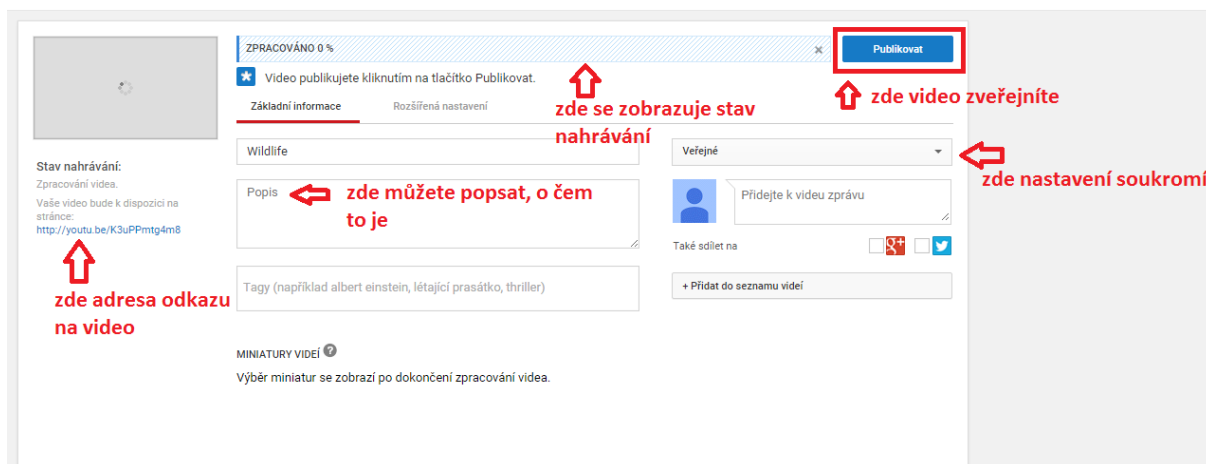 ZPRACOVÁNO 0 %
Publikovat
Video publikujete kliknutím na tlačítko Publikovat.
zde se zobrazuje stav
nahrávání
zde video zveřejníte
Základní informace
Rozšířená nastavení
Wildlife
Veřejné
zde nastavení soukromí
Popis
zde můžete popsat, o čem
to je
Přidejte k videu zprávu
Také sdílet na
g+
Tagy (například albert einstein, létající prasátko, thriller)
+ Přidat do seznamu videí
Stav nahrávání:
Zpracování videa.
Vaše video bude k dispozici na
stránce:
http://youtu.be/K3uPPmtg4m8
zde adresa odkazu
na video
MINIATURY VIDEÍ ?
Výběr miniatur se zobrazí po dokončení zpracování videa.